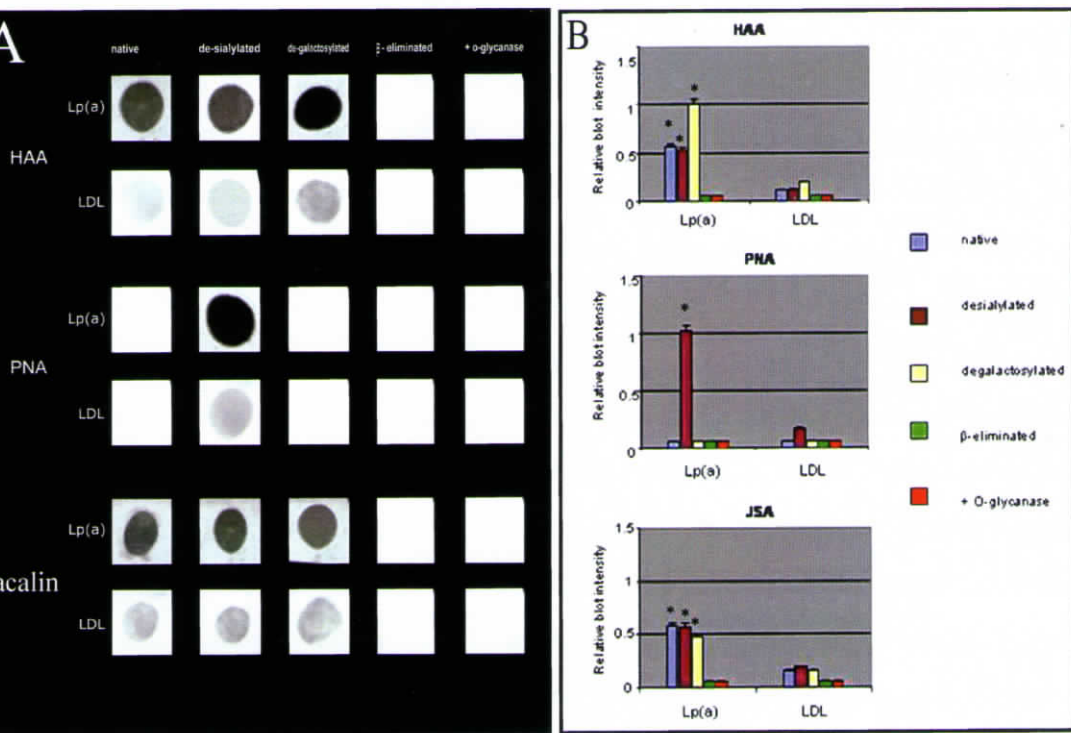 A
native de-sialylated de-galactosylated β- eliminated + o-glycanase
Lp(a)
HAA
LDL
Lp(a)
PNA
LDL
Lp(a)
acalin
LDL
B
HAA
Relative blot intensity
1.5
1
0.5
0
Lp(a) LDL
* * *
PNA
Relative blot intensity
1.5
1
0.5
0
Lp(a) LDL
*
JSA
Relative blot intensity
1.5
1
0.5
0
Lp(a) LDL
* * *
native
desialylated
degalactosylated
β-eliminated
+ O-glycanase